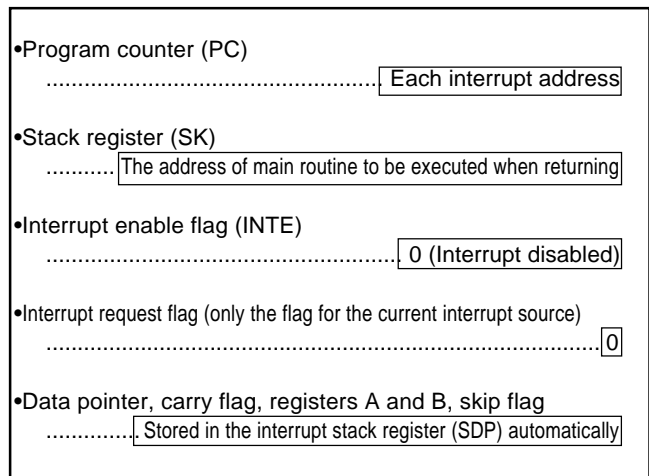 •Program counter (PC)
............................................... Each interrupt address
•Stack register (SK)
........... The address of main routine to be executed when returning
•Interrupt enable flag (INTE)
.................................................. 0 (Interrupt disabled)
•Interrupt request flag (only the flag for the current interrupt source)
........................................................................... 0
•Data pointer, carry flag, registers A and B, skip flag
.............. Stored in the interrupt stack register (SDP) automatically